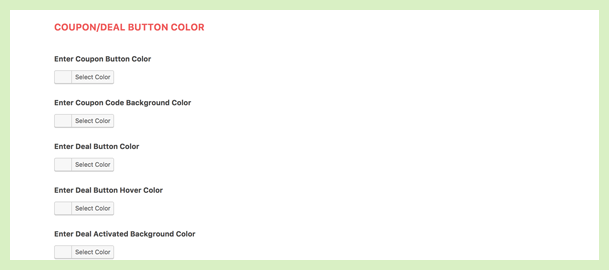 COUPON/DEAL BUTTON COLOR
Enter Coupon Button Color
Select Color
Enter Coupon Code Background Color
Select Color
Enter Deal Button Color
Select Color
Enter Deal Button Hover Color
Select Color
Enter Deal Activated Background Color
Select Color